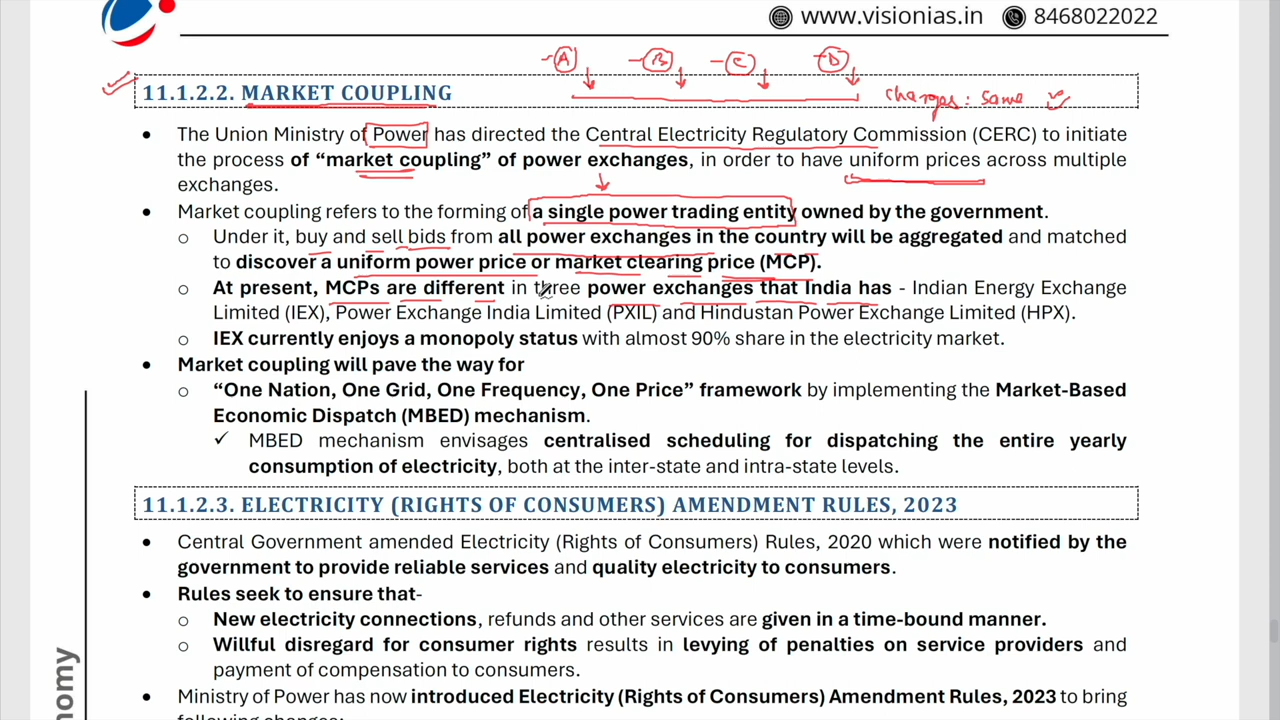 www.visionias.in 8468022022
A B C D
11.1.2.2. MARKET COUPLING
charges: same
• The Union Ministry of Power has directed the Central Electricity Regulatory Commission (CERC) to initiate
the process of “market coupling” of power exchanges, in order to have uniform prices across multiple
exchanges.
• Market coupling refers to the forming of a single power trading entity owned by the government.
o Under it, buy and sell bids from all power exchanges in the country will be aggregated and matched
to discover a uniform power price or market clearing price (MCP).
o At present, MCPs are different in three power exchanges that India has - Indian Energy Exchange
Limited (IEX), Power Exchange India Limited (PXIL) and Hindustan Power Exchange Limited (HPX).
o IEX currently enjoys a monopoly status with almost 90% share in the electricity market.
• Market coupling will pave the way for
o “One Nation, One Grid, One Frequency, One Price” framework by implementing the Market-Based
Economic Dispatch (MBED) mechanism.
✓ MBED mechanism envisages centralised scheduling for dispatching the entire yearly
consumption of electricity, both at the inter-state and intra-state levels.
11.1.2.3. ELECTRICITY (RIGHTS OF CONSUMERS) AMENDMENT RULES, 2023
• Central Government amended Electricity (Rights of Consumers) Rules, 2020 which were notified by the
government to provide reliable services and quality electricity to consumers.
• Rules seek to ensure that-
o New electricity connections, refunds and other services are given in a time-bound manner.
o Willful disregard for consumer rights results in levying of penalties on service providers and
payment of compensation to consumers.
• Ministry of Power has now introduced Electricity (Rights of Consumers) Amendment Rules, 2023 to bring
following changes:
nomy